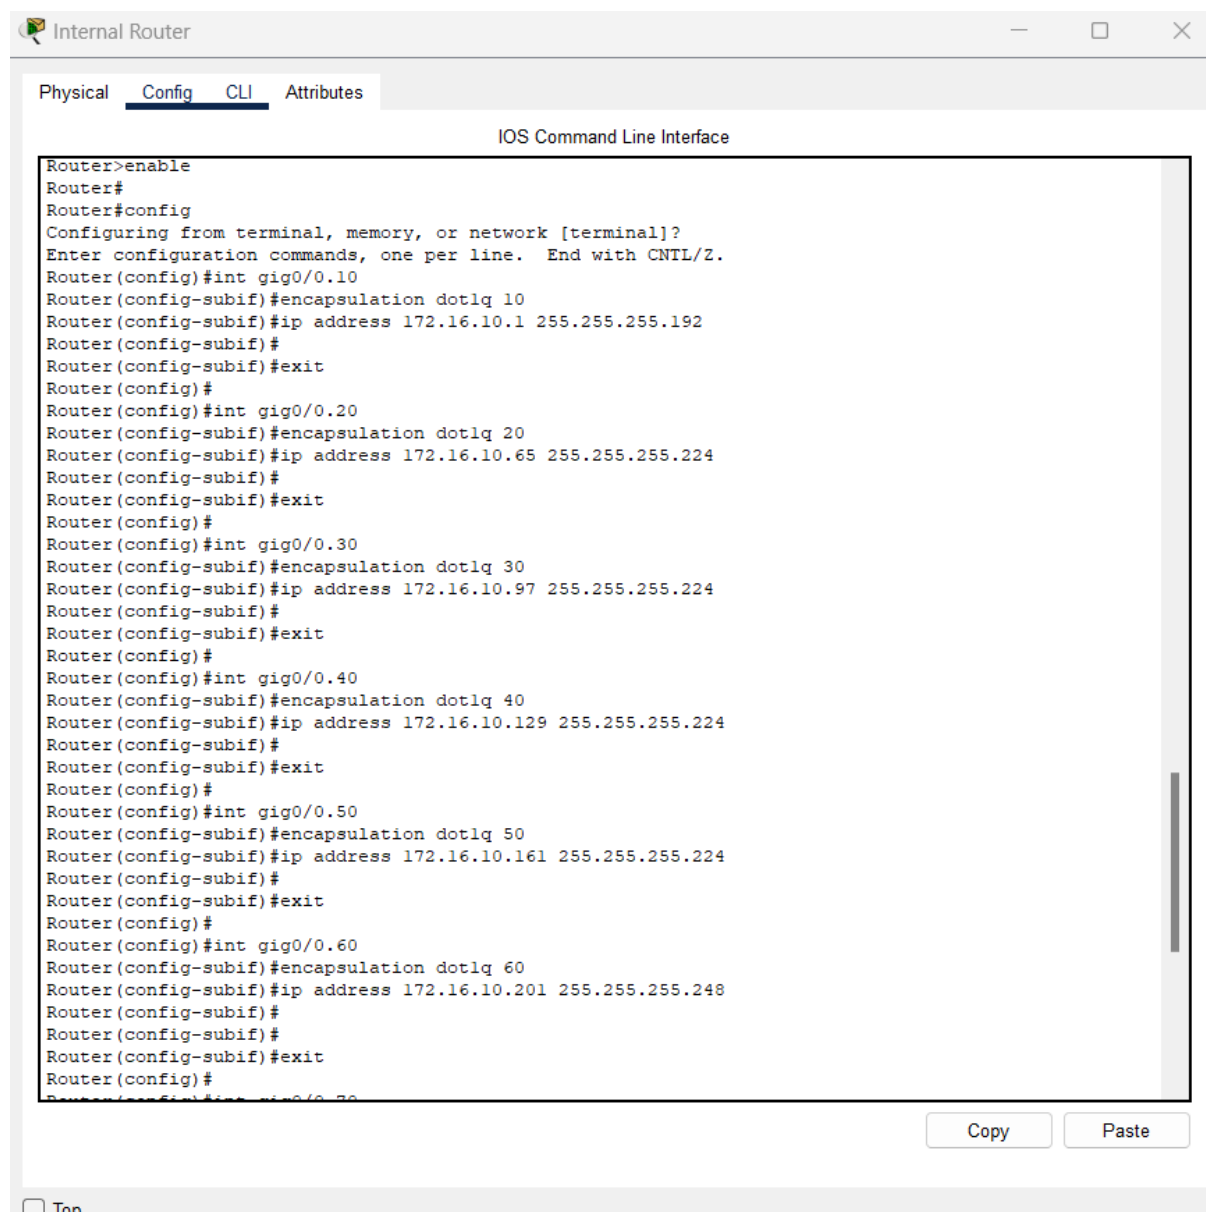 Internal Router
Physical Config CLI Attributes
IOS Command Line Interface
Router>enable
Router#
Router#config
Configuring from terminal, memory, or network [terminal]?
Enter configuration commands, one per line.  End with CNTL/Z.
Router(config)#int gig0/0.10
Router(config-subif)#encapsulation dot1q 10
Router(config-subif)#ip address 172.16.10.1 255.255.255.192
Router(config-subif)#
Router(config-subif)#exit
Router(config)#
Router(config)#int gig0/0.20
Router(config-subif)#encapsulation dot1q 20
Router(config-subif)#ip address 172.16.10.65 255.255.255.224
Router(config-subif)#
Router(config-subif)#exit
Router(config)#
Router(config)#int gig0/0.30
Router(config-subif)#encapsulation dot1q 30
Router(config-subif)#ip address 172.16.10.97 255.255.255.224
Router(config-subif)#
Router(config-subif)#exit
Router(config)#
Router(config)#int gig0/0.40
Router(config-subif)#encapsulation dot1q 40
Router(config-subif)#ip address 172.16.10.129 255.255.255.224
Router(config-subif)#
Router(config-subif)#exit
Router(config)#
Router(config)#int gig0/0.50
Router(config-subif)#encapsulation dot1q 50
Router(config-subif)#ip address 172.16.10.161 255.255.255.224
Router(config-subif)#
Router(config-subif)#exit
Router(config)#
Router(config)#int gig0/0.60
Router(config-subif)#encapsulation dot1q 60
Router(config-subif)#ip address 172.16.10.201 255.255.255.248
Router(config-subif)#
Router(config-subif)#
Router(config-subif)#exit
Router(config)#
Router(config)#int gig0/0.70
Copy Paste
Top